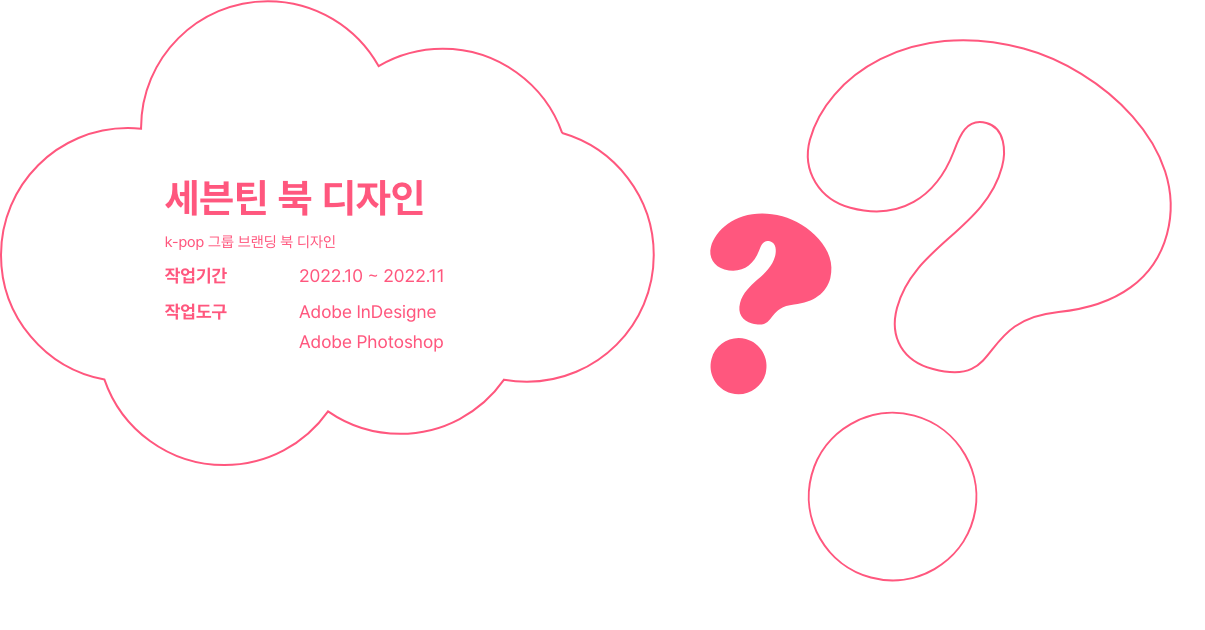 세븐틴 북 디자인
k-pop 그룹 브랜딩 북 디자인
작업기간 2022.10 ~ 2022.11
작업도구 Adobe InDesigne
Adobe Photoshop
?
?